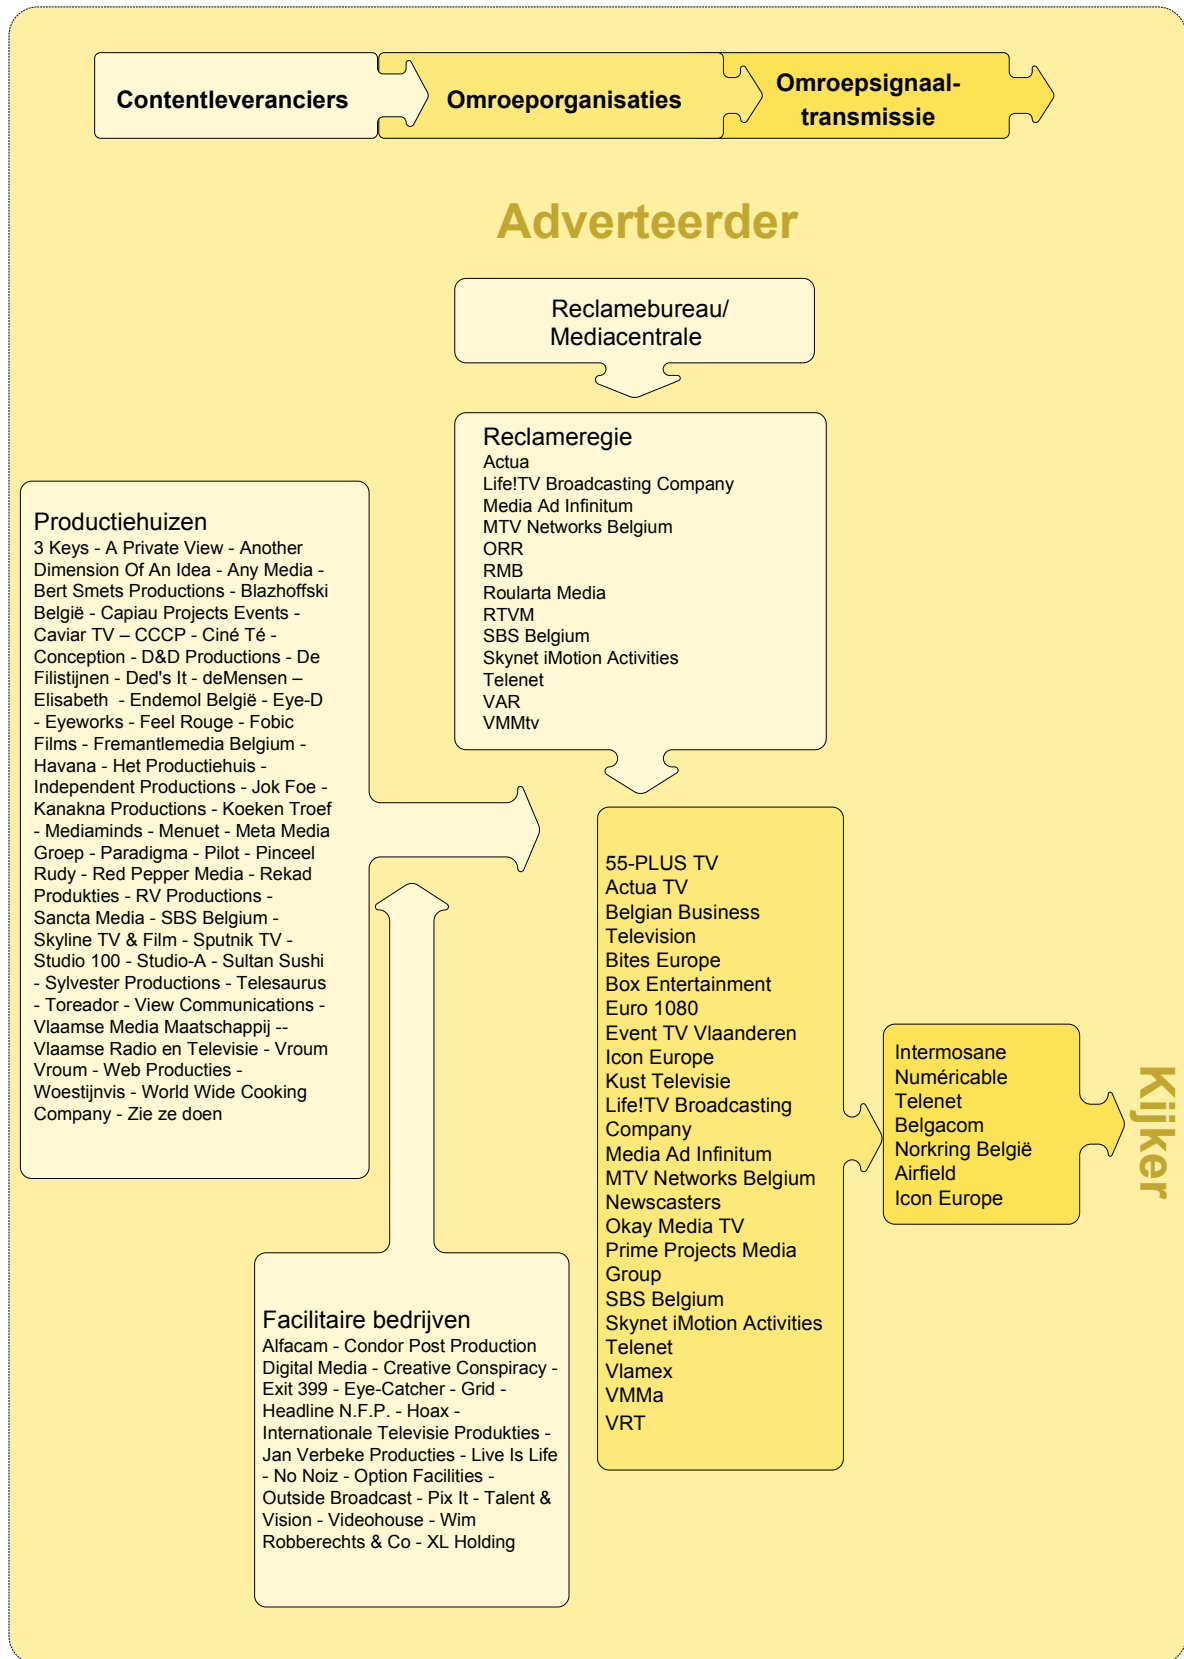 Contentleveranciers
Omroeporganisaties
Omroepsignaal-
transmissie
Adverteerder
Reclamebureau/
Mediacentrale
Reclameregie
Actua
Life!TV Broadcasting Company
Media Ad Infinitum
MTV Networks Belgium
ORR
RMB
Roularta Media
RTVM
SBS Belgium
Skynet iMotion Activities
Telenet
VAR
VMMtv
Productiehuizen
3 Keys - A Private View - Another
Dimension Of An Idea - Any Media -
Bert Smets Productions - Blazhoffski
België - Capiau Projects Events -
Caviar TV – CCCP - Ciné Té -
Conception - D&D Productions - De
Filistijnen - Ded's It - deMensen –
Elisabeth - Endemol België - Eye-D
- Eyeworks - Feel Rouge - Fobic
Films - Fremantlemedia Belgium -
Havana - Het Productiehuis -
Independent Productions - Jok Foe -
Kanakna Productions - Koeken Troef
- Mediaminds - Menuet - Meta Media
Groep - Paradigma - Pilot - Pinceel
Rudy - Red Pepper Media - Rekad
Produkties - RV Productions -
Sancta Media - SBS Belgium -
Skyline TV & Film - Sputnik TV -
Studio 100 - Studio-A - Sultan Sushi
- Sylvester Productions - Telesaurus
- Toreador - View Communications -
Vlaamse Media Maatschappij --
Vlaamse Radio en Televisie - Vroum
Vroum - Web Producties -
Woestijnvis - World Wide Cooking
Company - Zie ze doen
55-PLUS TV
Actua TV
Belgian Business
Television
Bites Europe
Box Entertainment
Euro 1080
Event TV Vlaanderen
Icon Europe
Kust Televisie
Life!TV Broadcasting
Company
Media Ad Infinitum
MTV Networks Belgium
Newscasters
Okay Media TV
Prime Projects Media
Group
SBS Belgium
Skynet iMotion Activities
Telenet
Vlamex
VMMa
VRT
Intermosane
Numéricable
Telenet
Belgacom
Norkring België
Airfield
Icon Europe
Kijker
Facilitaire bedrijven
Alfacam - Condor Post Production
Digital Media - Creative Conspiracy -
Exit 399 - Eye-Catcher - Grid -
Headline N.F.P. - Hoax -
Internationale Televisie Produkties -
Jan Verbeke Producties - Live Is Life
- No Noiz - Option Facilities -
Outside Broadcast - Pix It - Talent &
Vision - Videohouse - Wim
Robberechts & Co - XL Holding